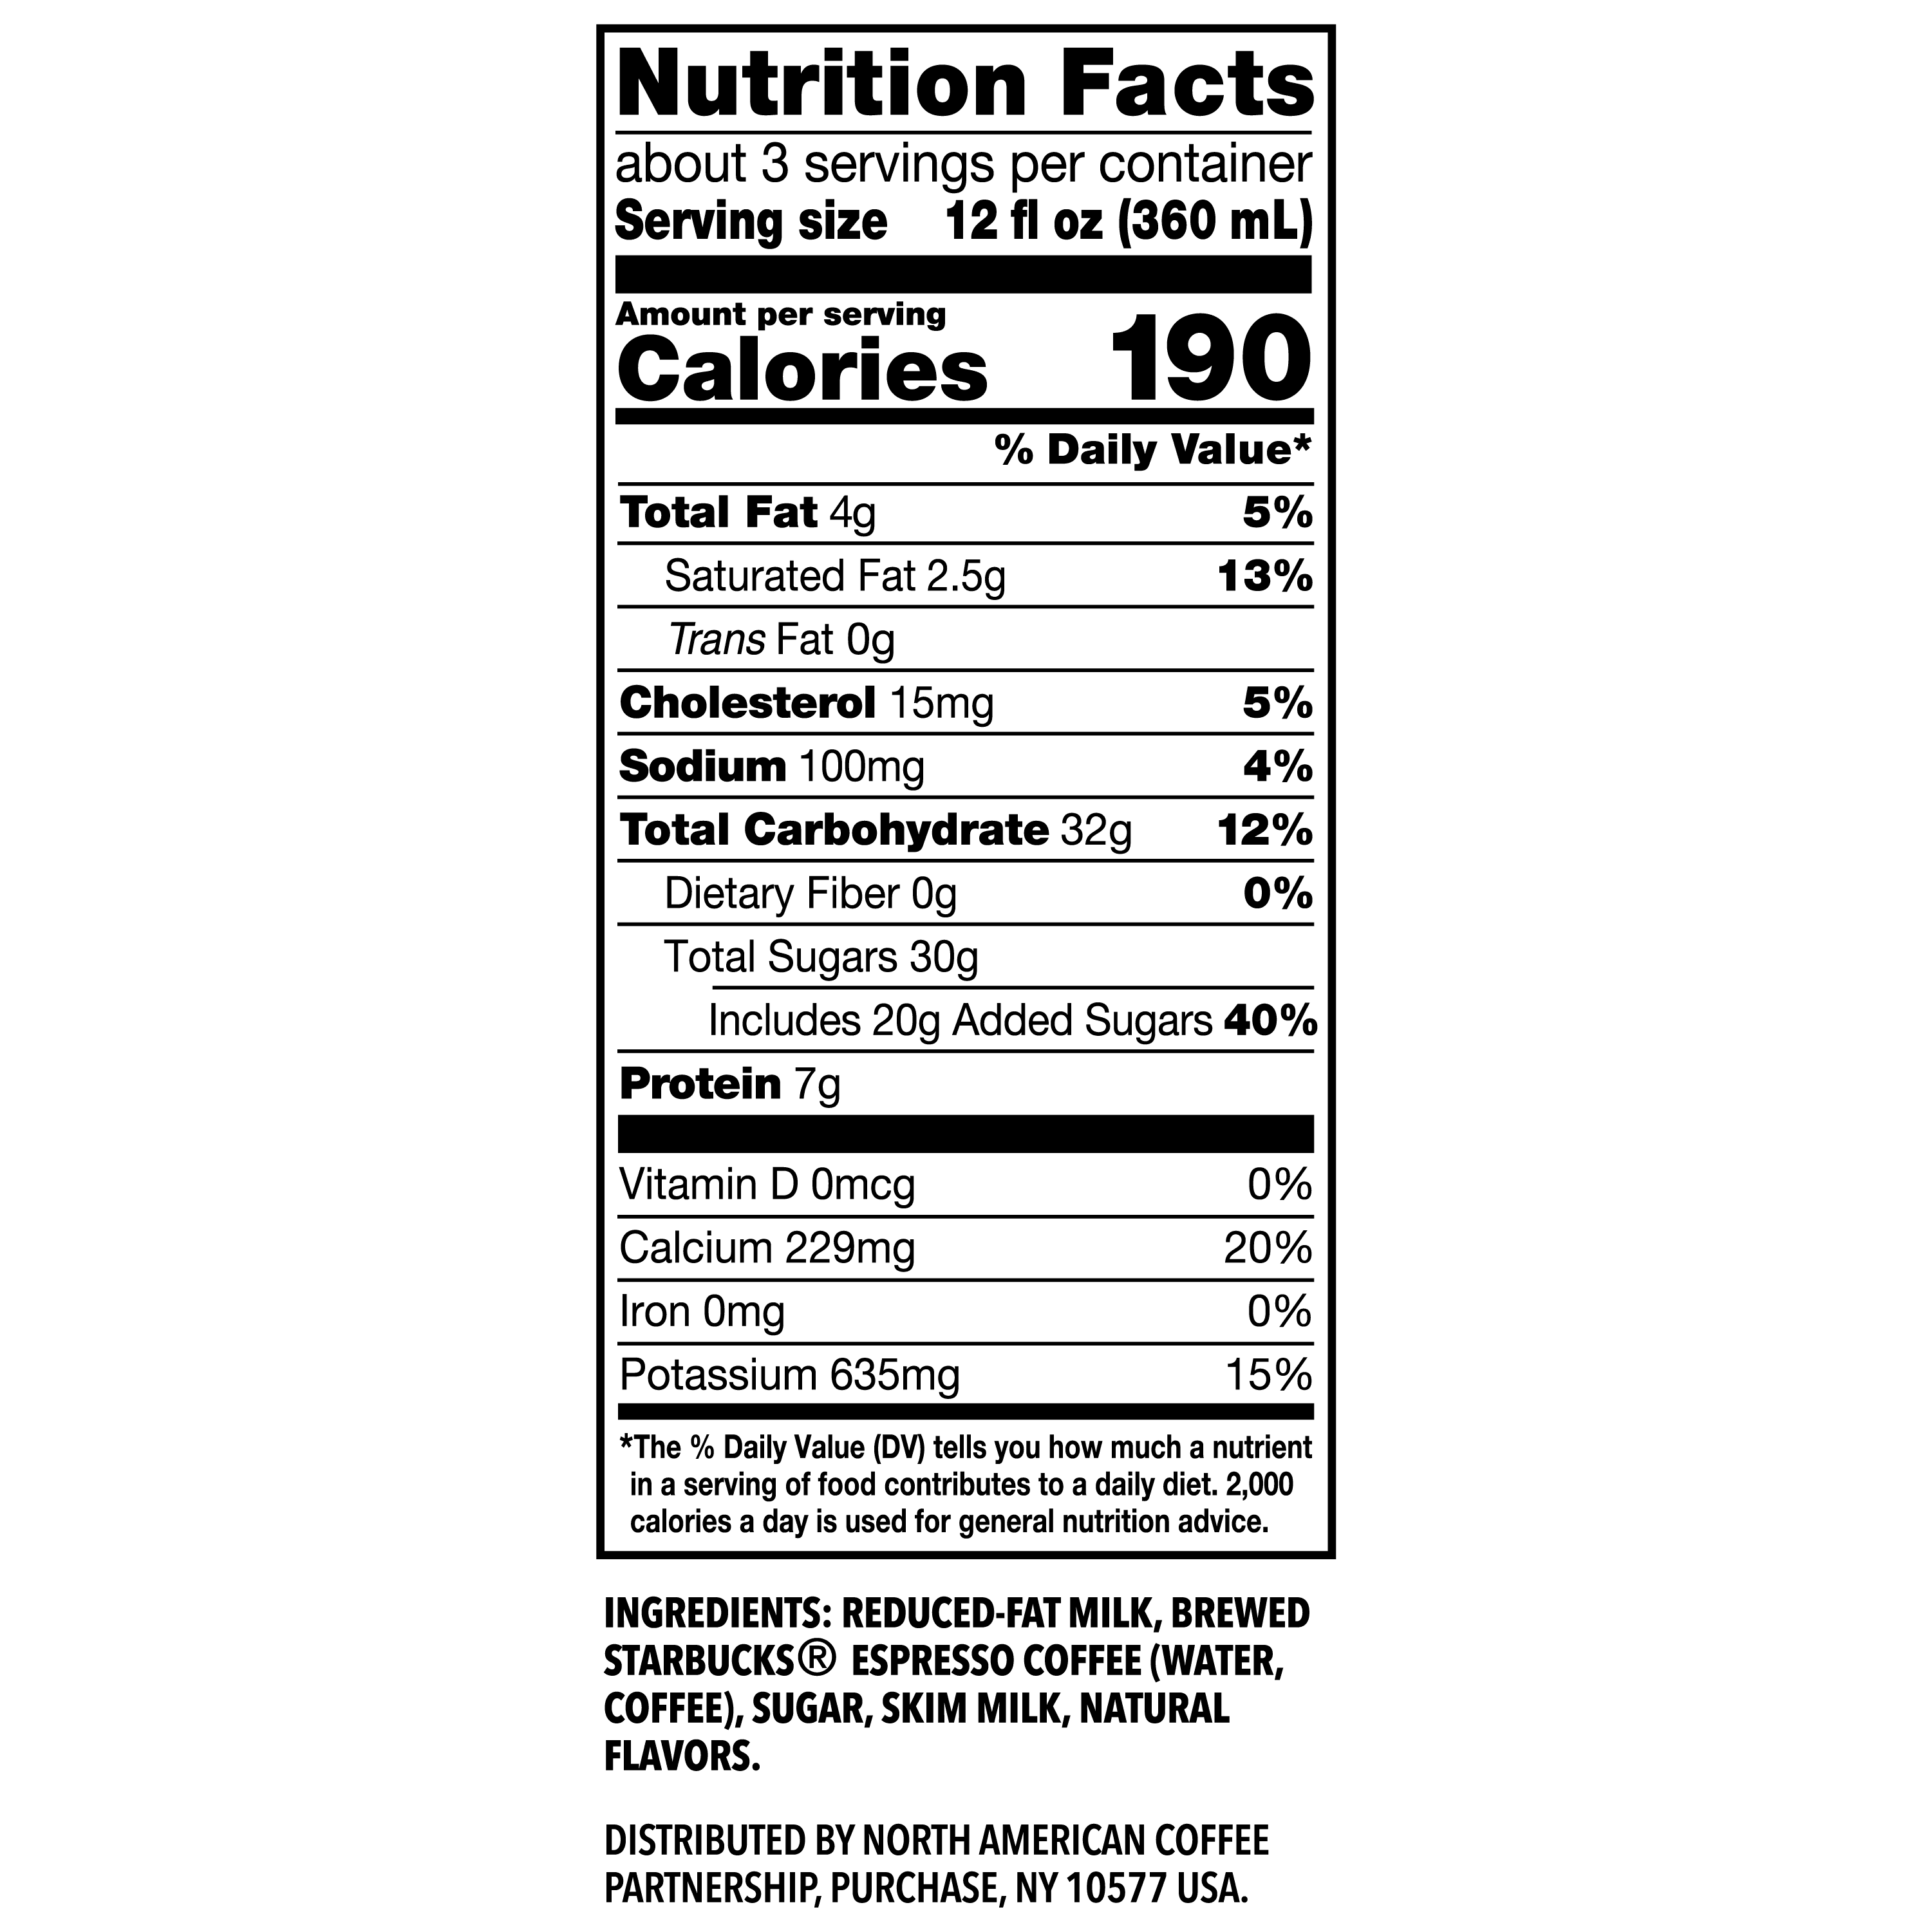 Nutrition Facts
about 3 servings per container
Serving size 12 fl oz (360 mL)
Amount per serving
Calories 190
% Daily Value*
Total Fat 4g 5%
Saturated Fat 2.5g 13%
Trans Fat 0g
Cholesterol 15mg 5%
Sodium 100mg 4%
Total Carbohydrate 32g 12%
Dietary Fiber 0g 0%
Total Sugars 30g
Includes 20g Added Sugars 40%
Protein 7g
Vitamin D 0mcg 0%
Calcium 229mg 20%
Iron 0mg 0%
Potassium 635mg 15%
*The % Daily Value (DV) tells you how much a nutrient
in a serving of food contributes to a daily diet. 2,000
calories a day is used for general nutrition advice.
INGREDIENTS: REDUCED-FAT MILK, BREWED
STARBUCKS® ESPRESSO COFFEE (WATER,
COFFEE), SUGAR, SKIM MILK, NATURAL
FLAVORS.
DISTRIBUTED BY NORTH AMERICAN COFFEE
PARTNERSHIP, PURCHASE, NY 10577 USA.